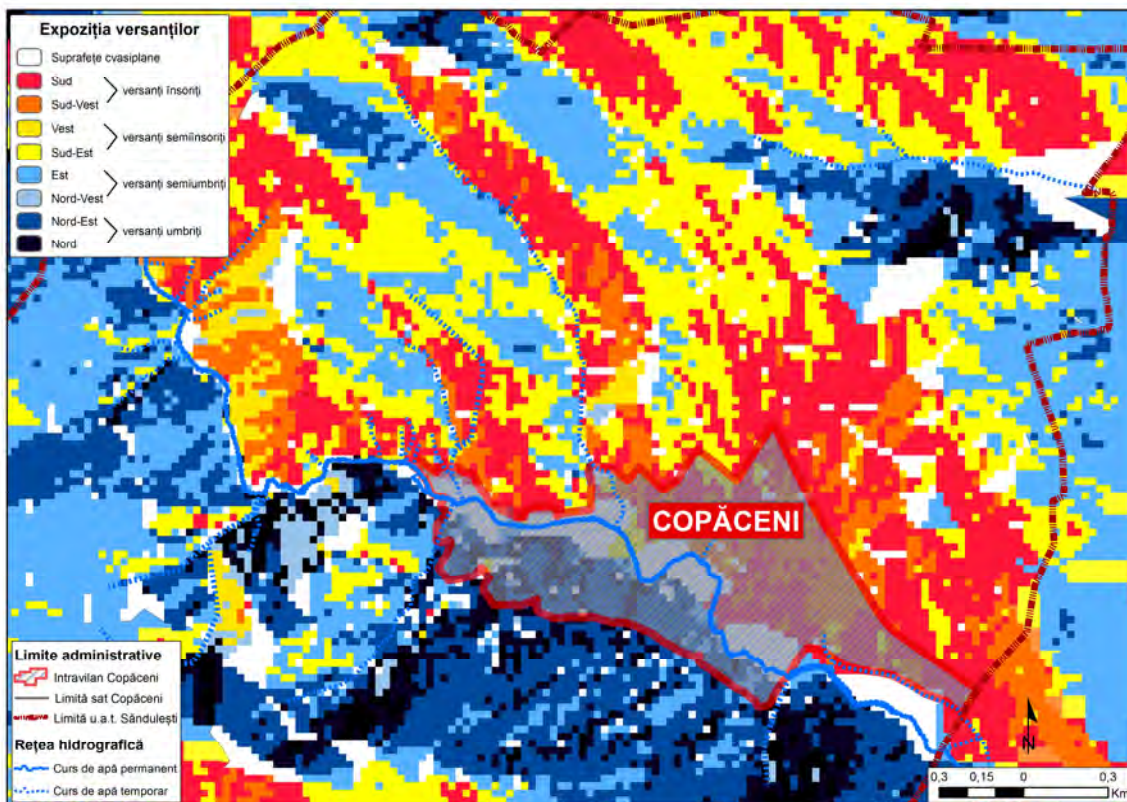 Expoziția versanților
Suprafețe cvasiplane
Sud
versanți însoriți
Sud-Vest
Vest
versanți semiînsoriți
Sud-Est
Est
versanți semiumbriți
Nord-Vest
Nord-Est
versanți umbriți
Nord
COPĂCENI
Limite administrative
Intravilan Copăceni
Limită sat Copăceni
Limită u.a.t. Săndulești
Rețea hidrografică
Curs de apă permanent
Curs de apă temporar
N
0,3 0,15 0 0,3
Km